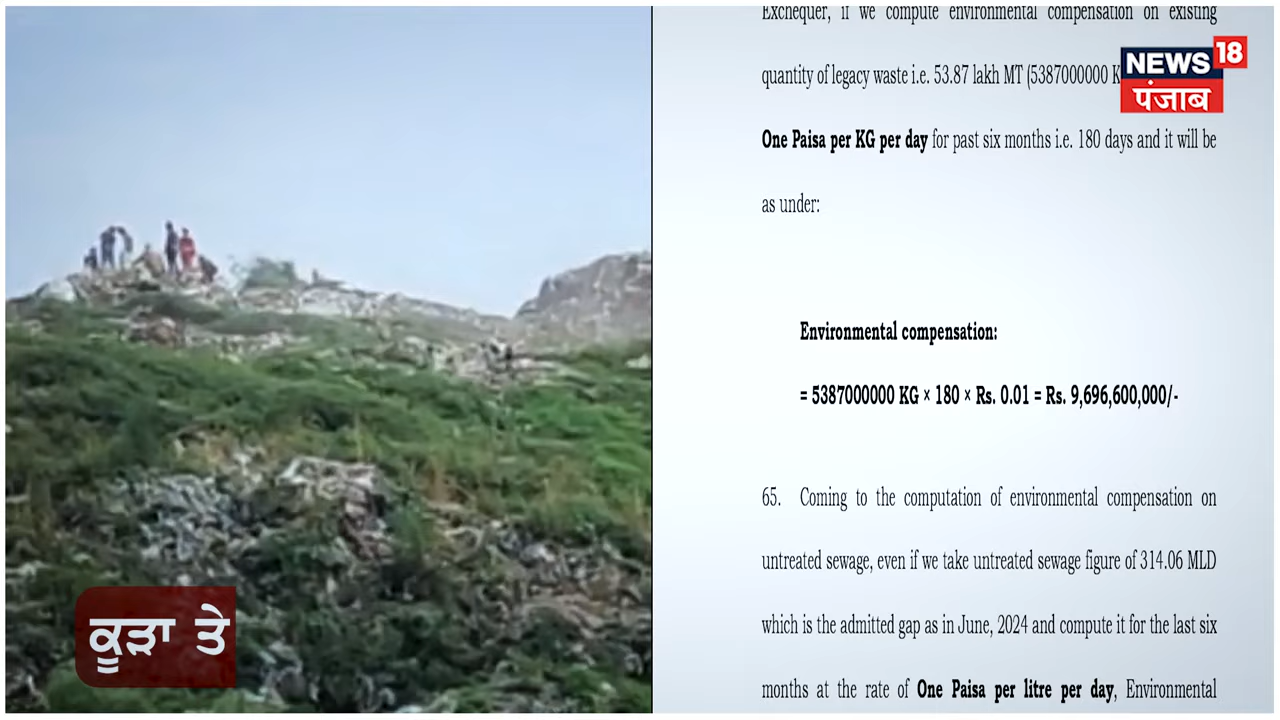 Exchequer, if we compute environmental compensation on existing
quantity of legacy waste i.e. 53.87 lakh MT (5387000000 K
One Paisa per KG per day for past six months i.e. 180 days and it will be
as under:
Environmental compensation:
= 5387000000 KG × 180 × Rs. 0.01 = Rs. 9,696,600,000/-
65. Coming to the computation of environmental compensation on
untreated sewage, even if we take untreated sewage figure of 314.06 MLD
which is the admitted gap as in June, 2024 and compute it for the last six
months at the rate of One Paisa per litre per day, Environmental
NEWS 18
ਪੰਜਾਬ
ਕੂੜਾ ਤੇ